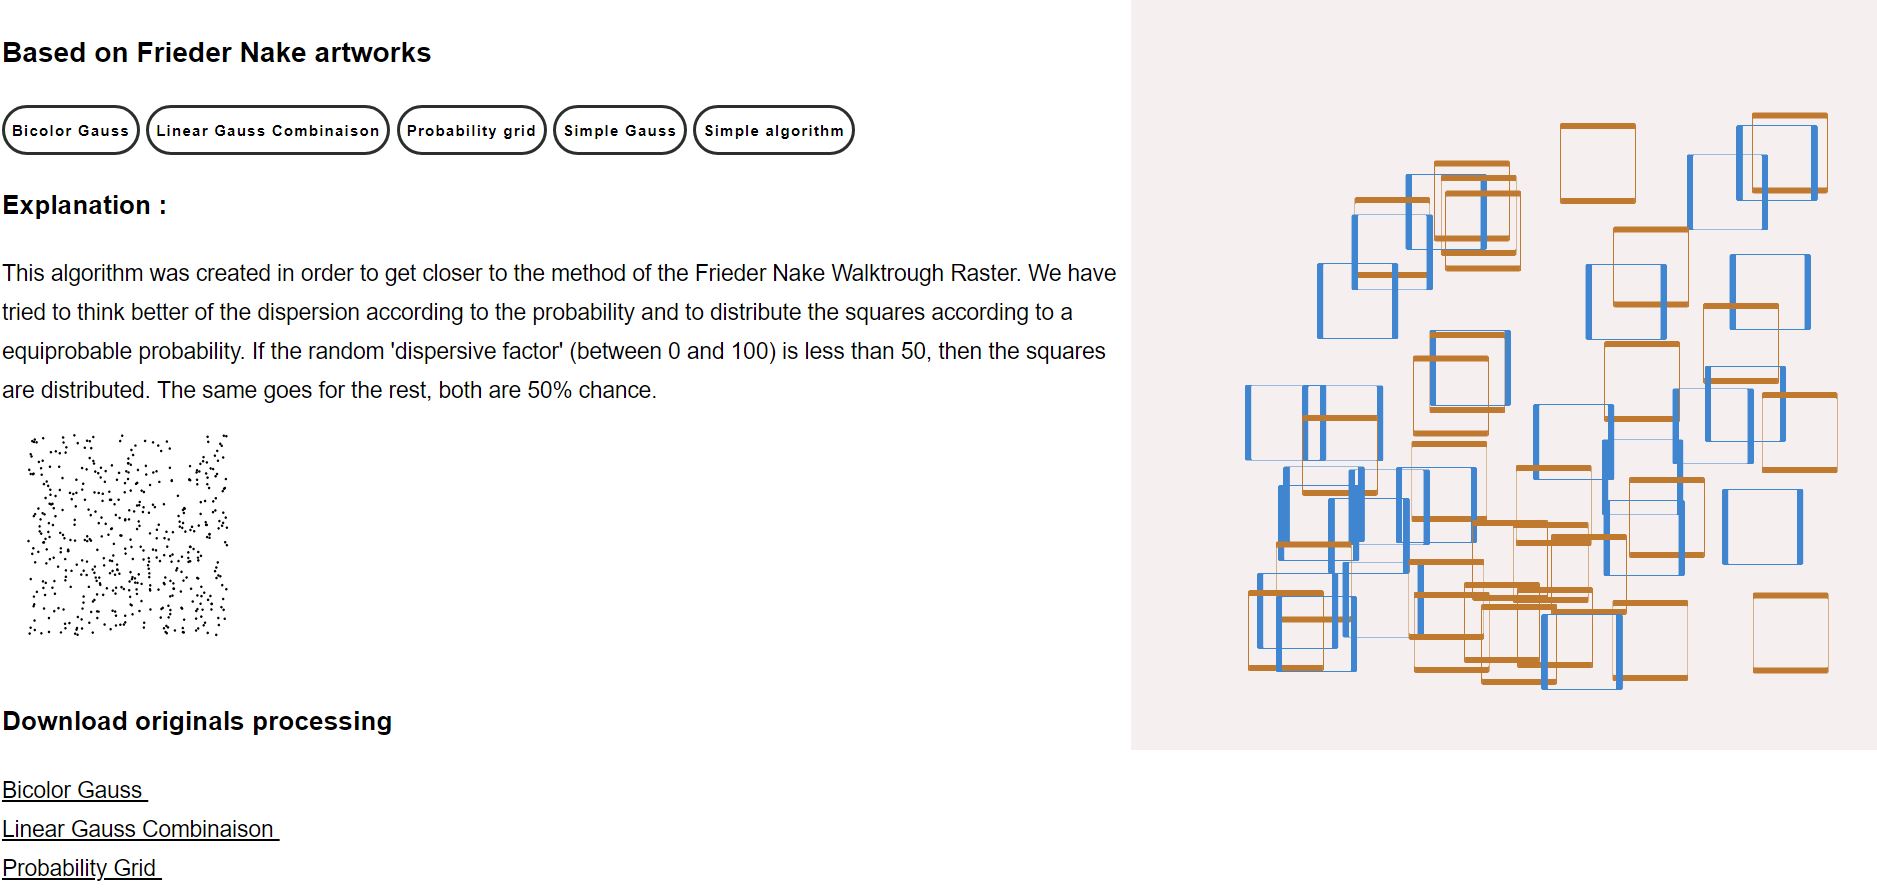 Based on Frieder Nake artworks
Bicolor Gauss Linear Gauss Combinaison Probability grid Simple Gauss Simple algorithm
Explanation :
This algorithm was created in order to get closer to the method of the Frieder Nake Walktrough Raster. We have
tried to think better of the dispersion according to the probability and to distribute the squares according to a
equiprobable probability. If the random 'dispersive factor' (between 0 and 100) is less than 50, then the squares
are distributed. The same goes for the rest, both are 50% chance.
Download originals processing
Bicolor Gauss
Linear Gauss Combinaison
Probability Grid